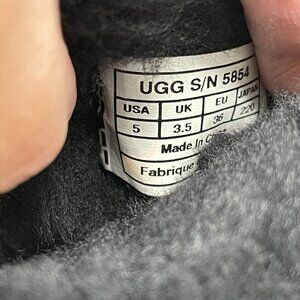 UGG S/N 5854
USA UK EU JAPAN
5 3.5 36 220
Made In
Fabrique